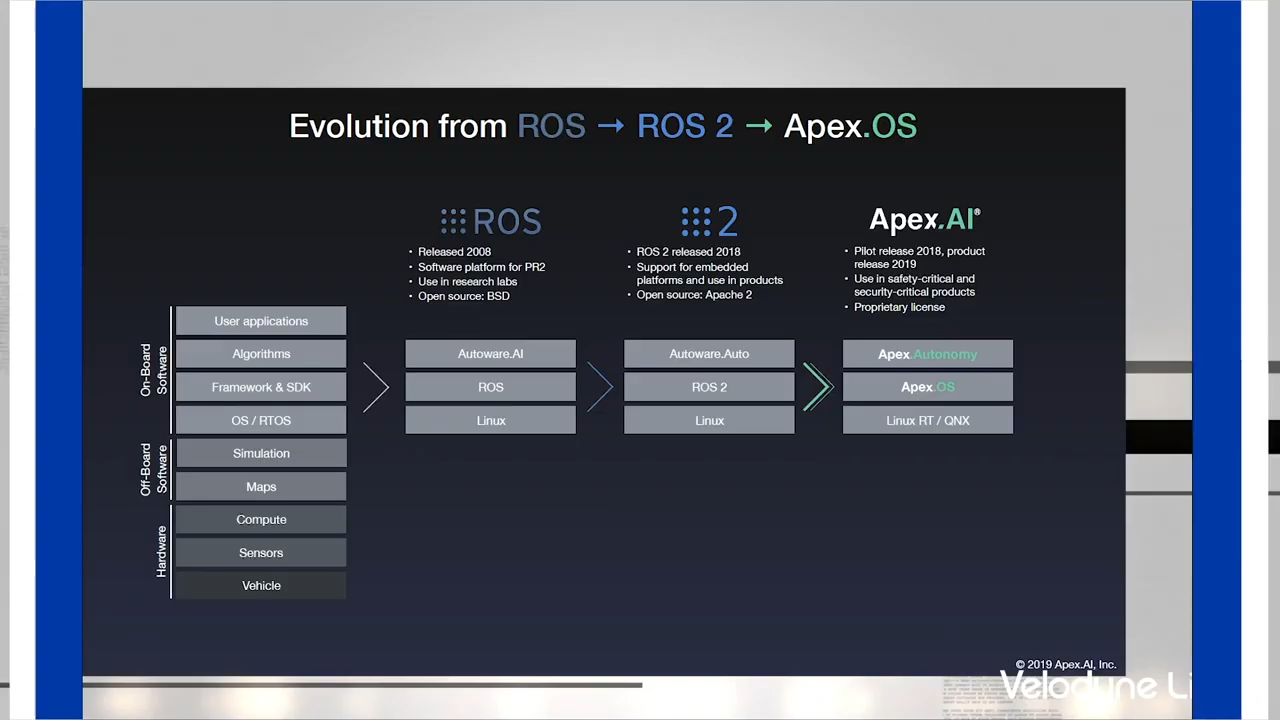 Evolution from ROS → ROS 2 → Apex.OS
ROS
• Released 2008
• Software platform for PR2
• Use in research labs
• Open source: BSD
2
• ROS 2 released 2018
• Support for embedded
platforms and use in products
• Open source: Apache 2
Apex.AI®
• Pilot release 2018, product
release 2019
• Use in safety-critical and
security-critical products
• Proprietary license
On-Board
Software
User applications
Algorithms
Framework & SDK
OS / RTOS
Off-Board
Software
Simulation
Maps
Hardware
Compute
Sensors
Vehicle
Autoware.AI
ROS
Linux
Autoware.Auto
ROS 2
Linux
Apex.Autonomy
Apex.OS
Linux RT / QNX
© 2019 Apex.AI, Inc.
Velodyne Li